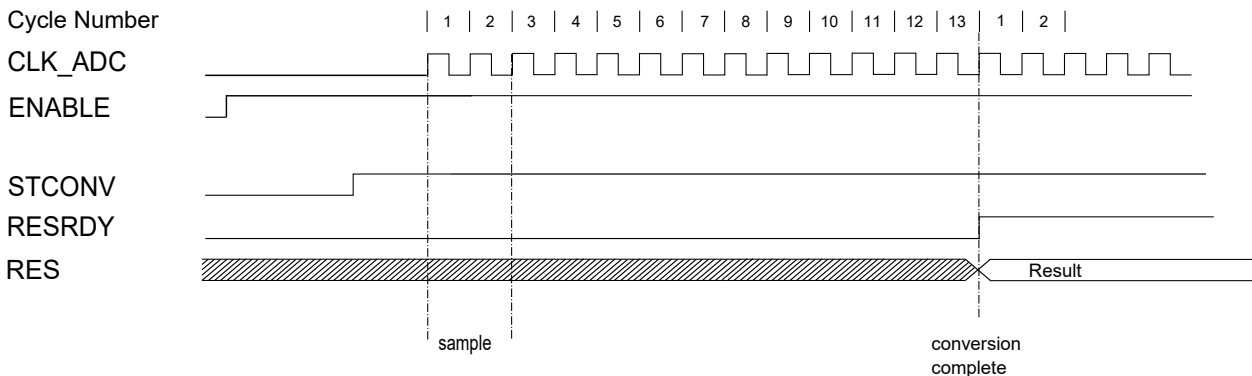 Cycle Number 1 2 3 4 5 6 7 8 9 10 11 12 13 1 2
CLK_ADC
ENABLE
STCONV
RESRDY
RES Result
sample conversion
complete